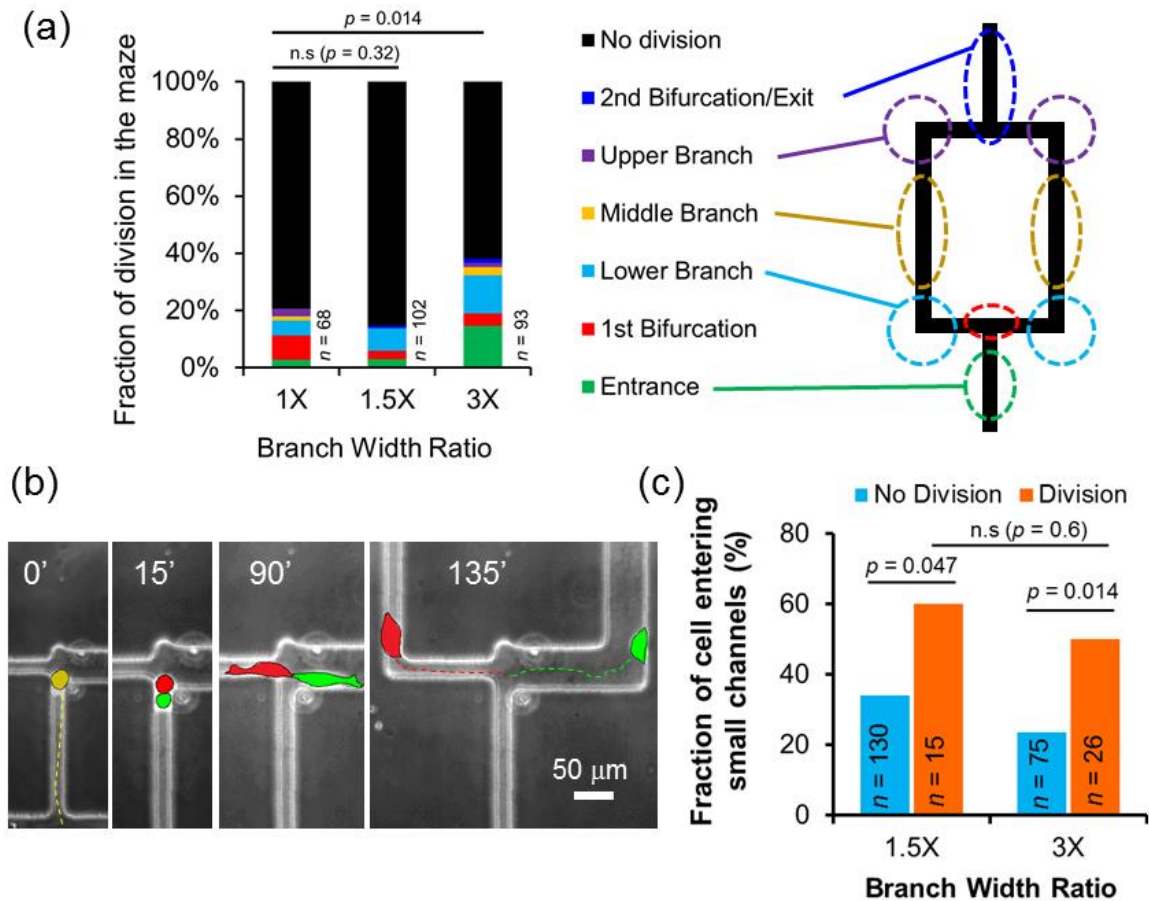 (a)
p = 0.014
n.s (p = 0.32)
Fraction of division in the maze
100%
80%
60%
40%
20%
0%
n = 68
n = 102
n = 93
1X
1.5X
3X
Branch Width Ratio
No division
2nd Bifurcation/Exit
Upper Branch
Middle Branch
Lower Branch
1st Bifurcation
Entrance
(b)
0’
15’
90’
135’
50 μm
(c)
No Division
Division
Fraction of cell entering
small channels (%)
80
60
40
20
0
n.s (p = 0.6)
p = 0.047
p = 0.014
n = 130
n = 15
n = 75
n = 26
1.5X
3X
Branch Width Ratio